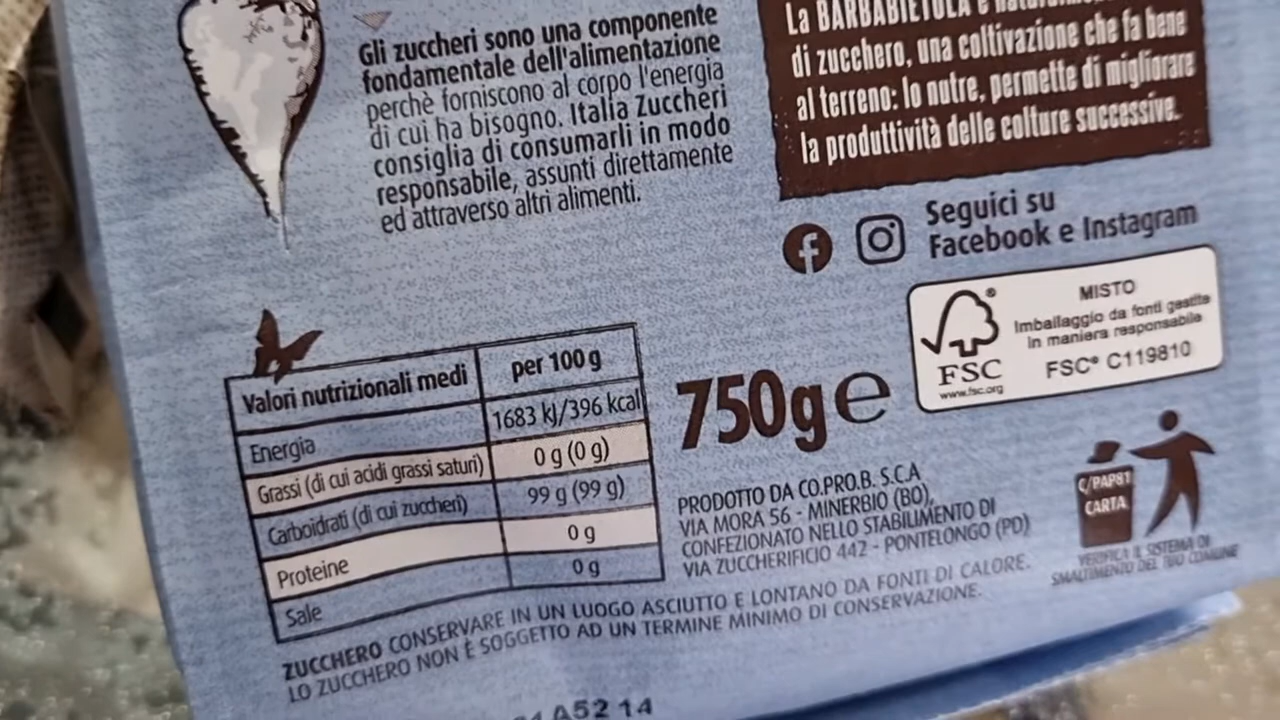 Gli zuccheri sono una componente
fondamentale dell'alimentazione
perchè forniscono al corpo l'energia
di cui ha bisogno. Italia Zuccheri
consiglia di consumarli in modo
responsabile, assunti direttamente
ed attraverso altri alimenti.
La BARBABIETOLA è
di zucchero, una coltivazione che fa bene
al terreno: lo nutre, permette di migliorare
la produttività delle colture successive.
Seguici su
Facebook e Instagram
MISTO
Imballaggio da fonti gestite
in maniera responsabile
FSC® C119810
FSC
www.fsc.org
Valori nutrizionali medi per 100 g
Energia 1683 kJ/396 kcal
Grassi (di cui acidi grassi saturi) 0 g (0 g)
Carboidrati (di cui zuccheri) 99 g (99 g)
Proteine 0 g
Sale 0 g
750g e
PRODOTTO DA CO.PRO.B. S.C.A.
VIA MORA 56 - MINERBIO (BO),
CONFEZIONATO NELLO STABILIMENTO DI
VIA ZUCCHERIFICIO 442 - PONTELONGO (PD)
C/PAP81
CARTA
VERIFICA IL SISTEMA DI
SMALTIMENTO DEL TUO COMUNE
ZUCCHERO CONSERVARE IN UN LUOGO ASCIUTTO E LONTANO DA FONTI DI CALORE.
LO ZUCCHERO NON È SOGGETTO AD UN TERMINE MINIMO DI CONSERVAZIONE.
A52 14